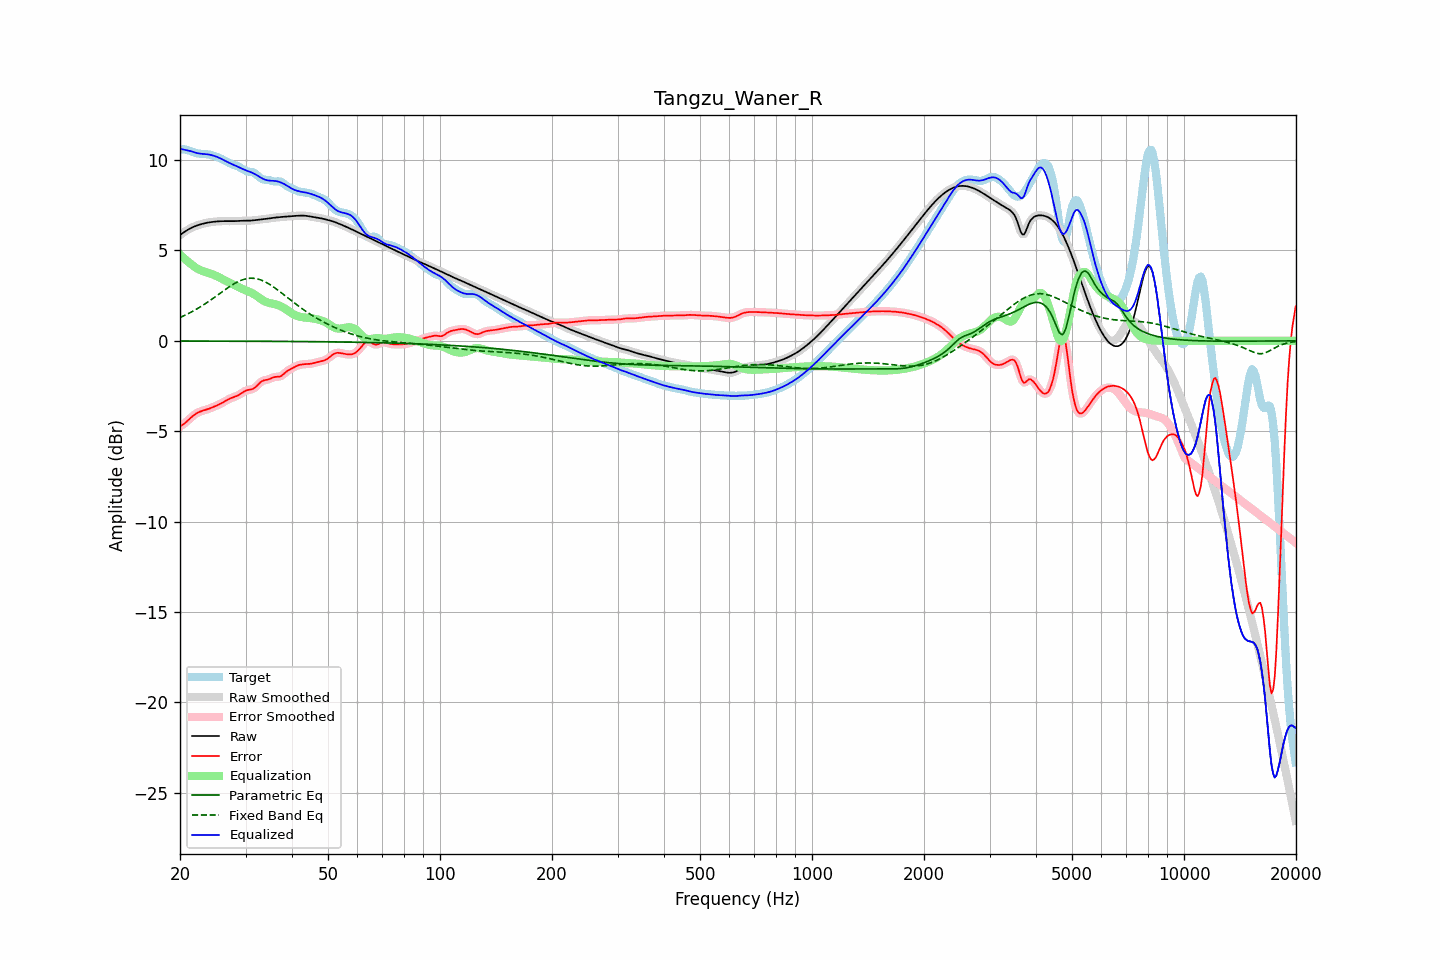 Tangzu_Waner_R
10
5
0
−5
−10
−15
−20
−25
Amplitude (dBr)
Target
Raw Smoothed
Error Smoothed
Raw
Error
Equalization
Parametric Eq
Fixed Band Eq
Equalized
20 50 100 200 500 1000 2000 5000 10000 20000
Frequency (Hz)